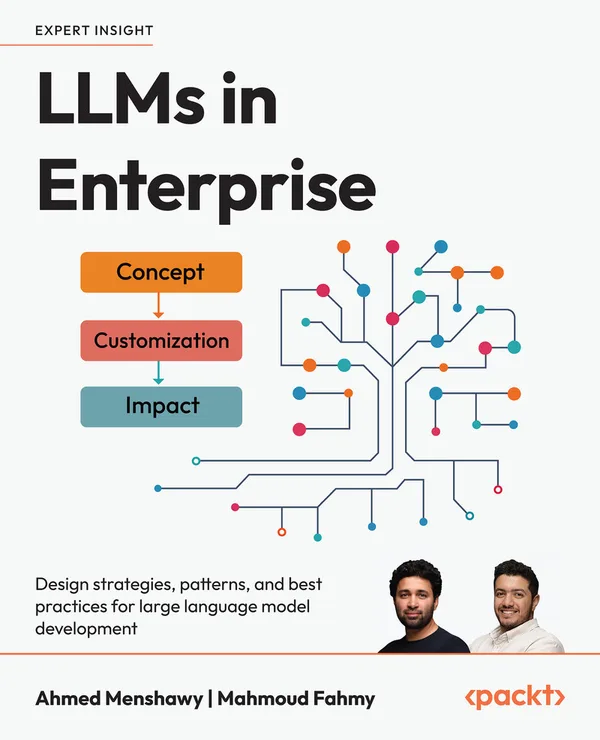 EXPERT INSIGHT
LLMs in
Enterprise
Concept
Customization
Impact
Design strategies, patterns, and best
practices for large language model
development
Ahmed Menshawy | Mahmoud Fahmy
<packt>